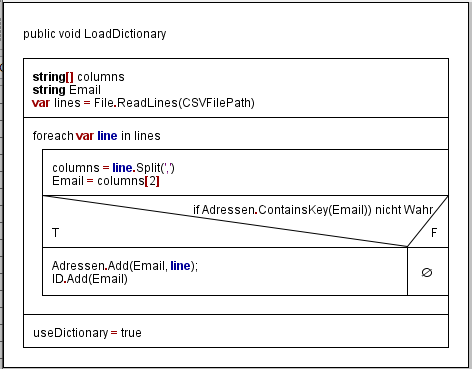 public void LoadDictionary
string[] columns
string Email
var lines = File.ReadLines(CSVFilePath)
foreach var line in lines
columns = line.Split(',')
Email = columns[2]
if Adressen.ContainsKey(Email)) nicht Wahr
T
F
Adressen.Add(Email, line);
ID.Add(Email)
∅
useDictionary = true